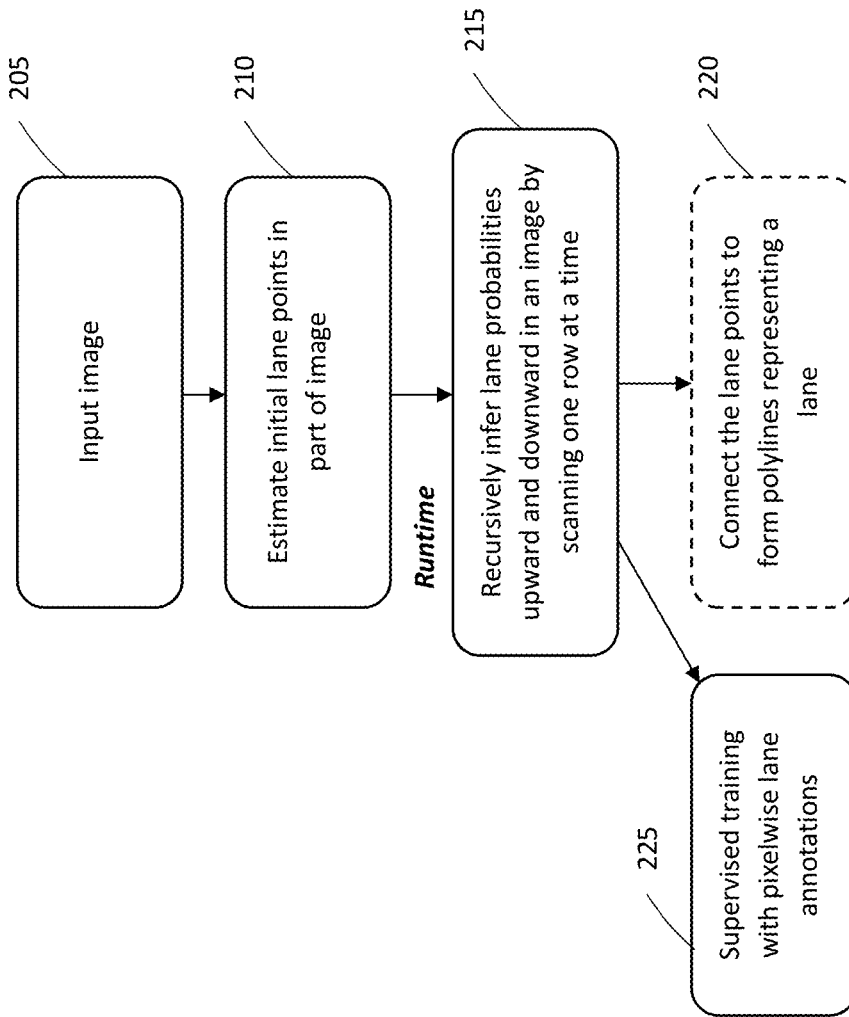 205
Input image
210
Estimate initial lane points in
part of image
Runtime
215
Recursively infer lane probabilities
upward and downward in an image by
scanning one row at a time
220
Connect the lane points to
form polylines representing a
lane
225
Supervised training
with pixelwise lane
annotations